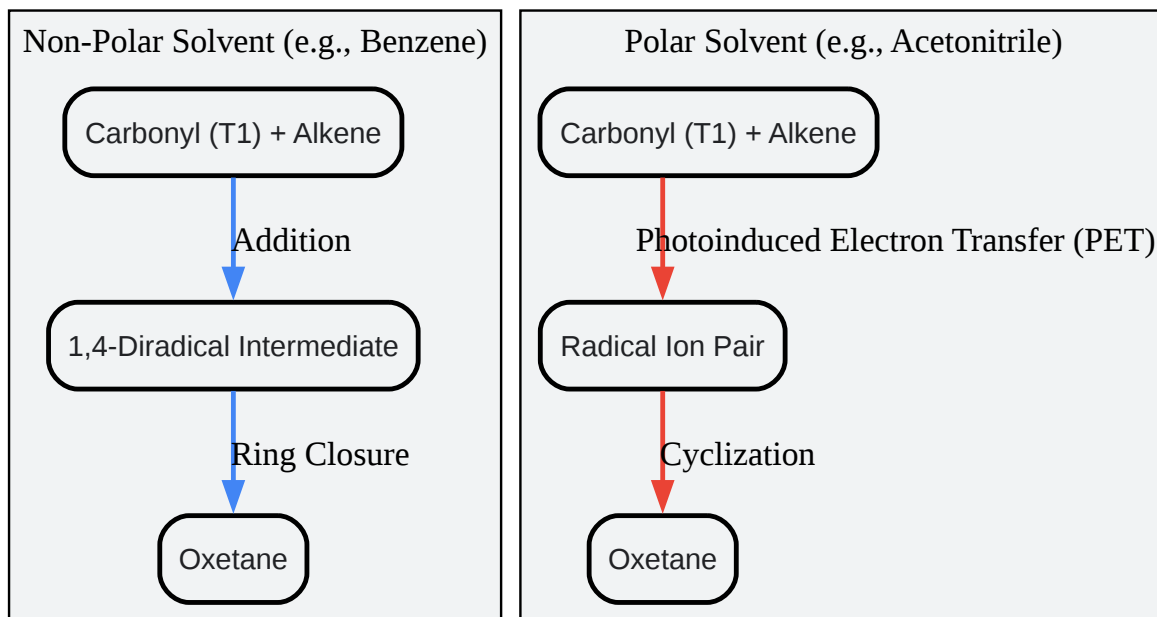 Non-Polar Solvent (e.g., Benzene)
Carbonyl (T1) + Alkene
Addition
1,4-Diradical Intermediate
Ring Closure
Oxetane
Polar Solvent (e.g., Acetonitrile)
Carbonyl (T1) + Alkene
Photoinduced Electron Transfer (PET)
Radical Ion Pair
Cyclization
Oxetane